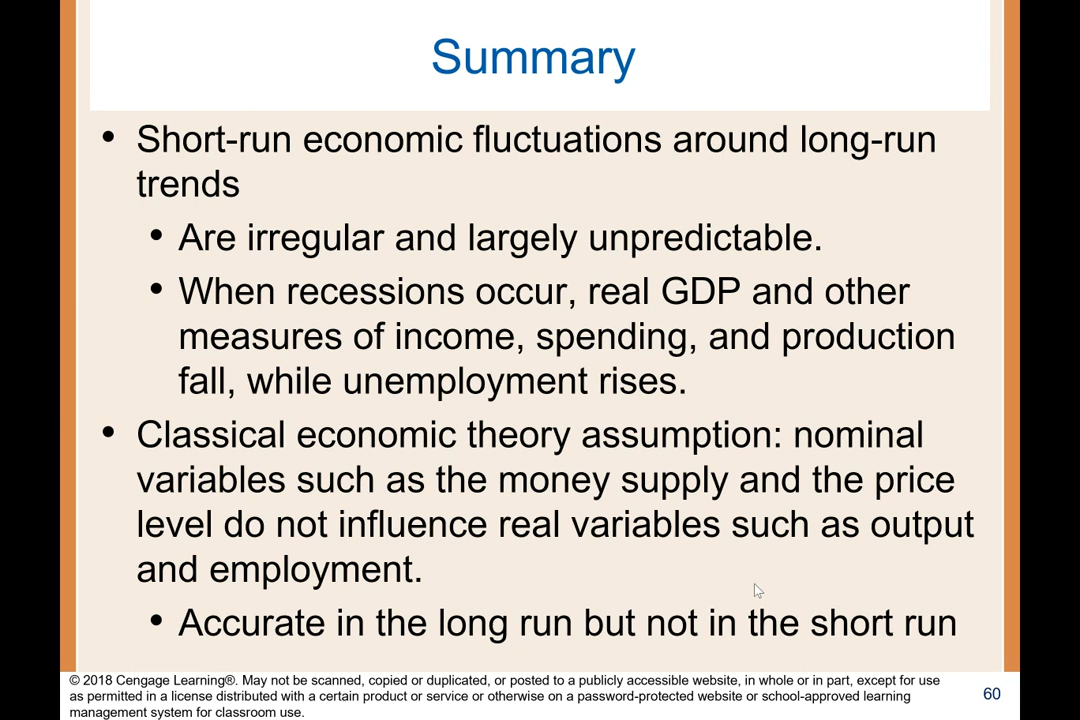 Summary
• Short-run economic fluctuations around long-run
trends
• Are irregular and largely unpredictable.
• When recessions occur, real GDP and other
measures of income, spending, and production
fall, while unemployment rises.
• Classical economic theory assumption: nominal
variables such as the money supply and the price
level do not influence real variables such as output
and employment.
• Accurate in the long run but not in the short run
© 2018 Cengage Learning®. May not be scanned, copied or duplicated, or posted to a publicly accessible website, in whole or in part, except for use
as permitted in a license distributed with a certain product or service or otherwise on a password-protected website or school-approved learning
management system for classroom use.
60